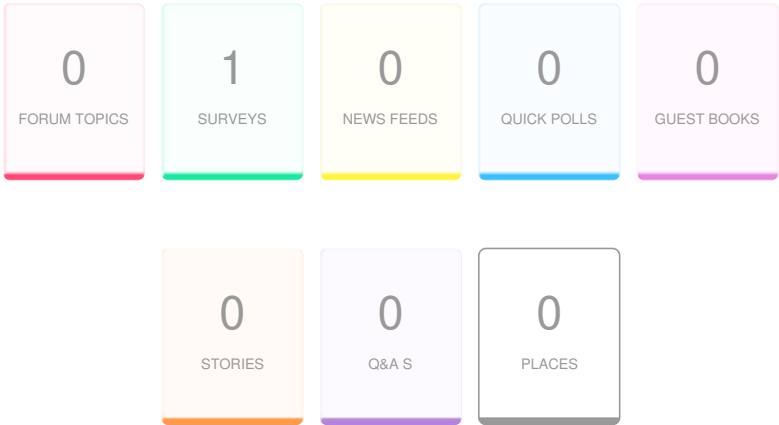 0 1 0 0 0
FORUM TOPICS SURVEYS NEWS FEEDS QUICK POLLS GUEST BOOKS
0 0 0
STORIES Q&A S PLACES